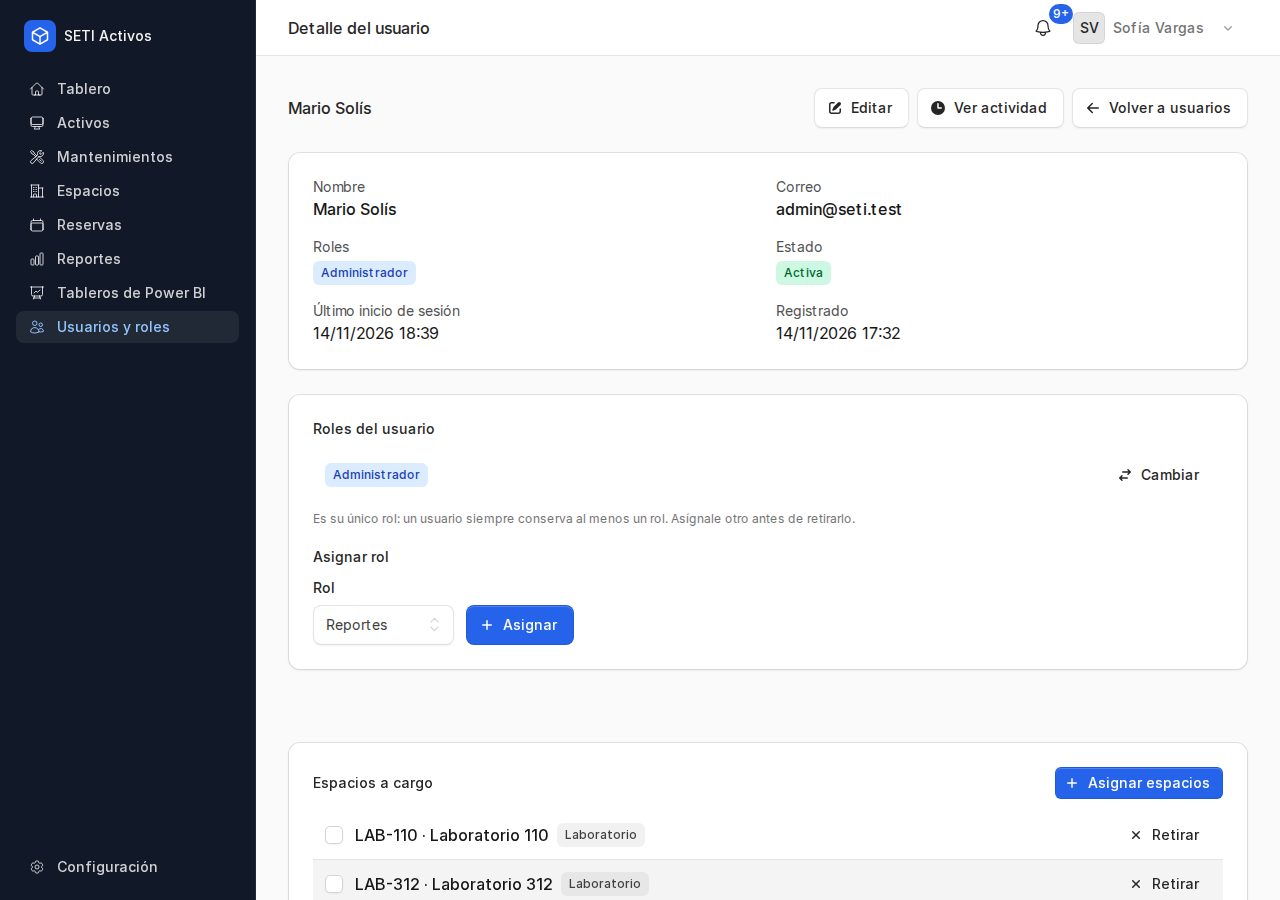 SETI Activos
Tablero
Activos
Mantenimientos
Espacios
Reservas
Reportes
Tableros de Power BI
Usuarios y roles
Configuración
Detalle del usuario
9+
SV
Sofía Vargas
Mario Solís
Editar
Ver actividad
Volver a usuarios
Nombre
Mario Solís
Correo
admin@seti.test
Roles
Administrador
Estado
Activa
Último inicio de sesión
14/11/2026 18:39
Registrado
14/11/2026 17:32
Roles del usuario
Administrador
Cambiar
Es su único rol: un usuario siempre conserva al menos un rol. Asígnale otro antes de retirarlo.
Asignar rol
Rol
Reportes
Asignar
Espacios a cargo
Asignar espacios
LAB-110 · Laboratorio 110
Laboratorio
Retirar
LAB-312 · Laboratorio 312
Laboratorio
Retirar